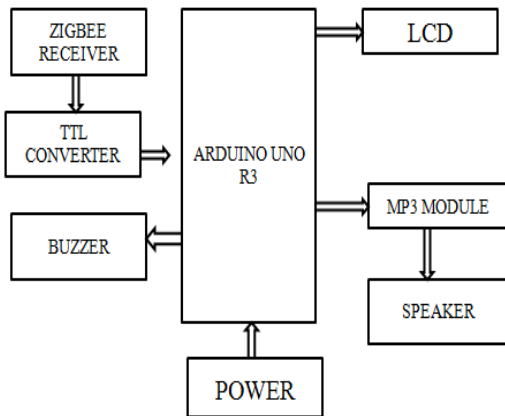 ZIGBEE
RECEIVER
LCD
TTL
CONVERTER
ARDUINO UNO
R3
MP3 MODULE
BUZZER
SPEAKER
POWER